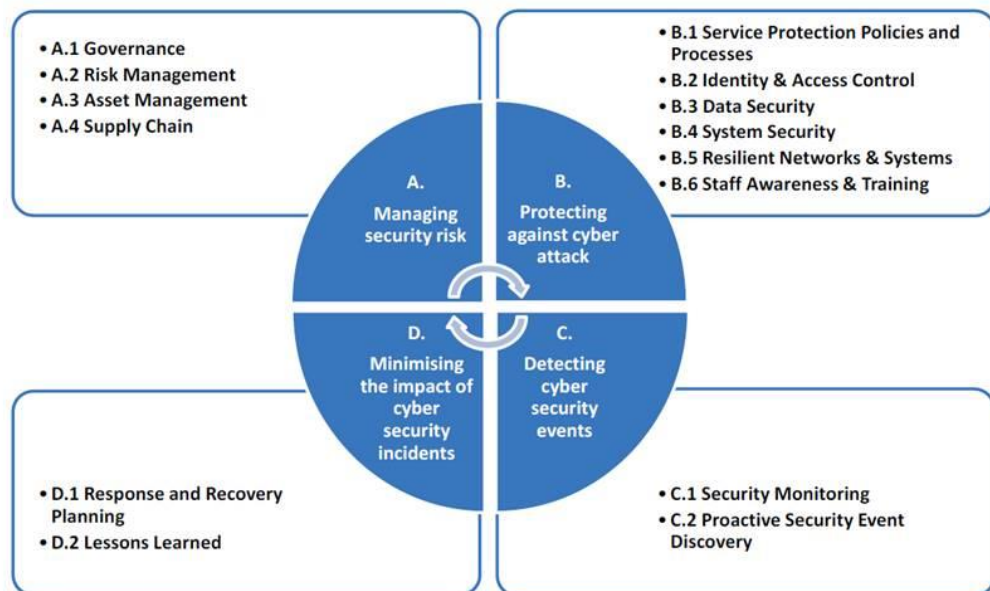 • A.1 Governance
• A.2 Risk Management
• A.3 Asset Management
• A.4 Supply Chain
• B.1 Service Protection Policies and
Processes
• B.2 Identity & Access Control
• B.3 Data Security
• B.4 System Security
• B.5 Resilient Networks & Systems
• B.6 Staff Awareness & Training
A.
Managing
security risk
B.
Protecting
against cyber
attack
D.
Minimising
the impact of
cyber
security
incidents
C.
Detecting
cyber
security
events
• D.1 Response and Recovery
Planning
• D.2 Lessons Learned
• C.1 Security Monitoring
• C.2 Proactive Security Event
Discovery